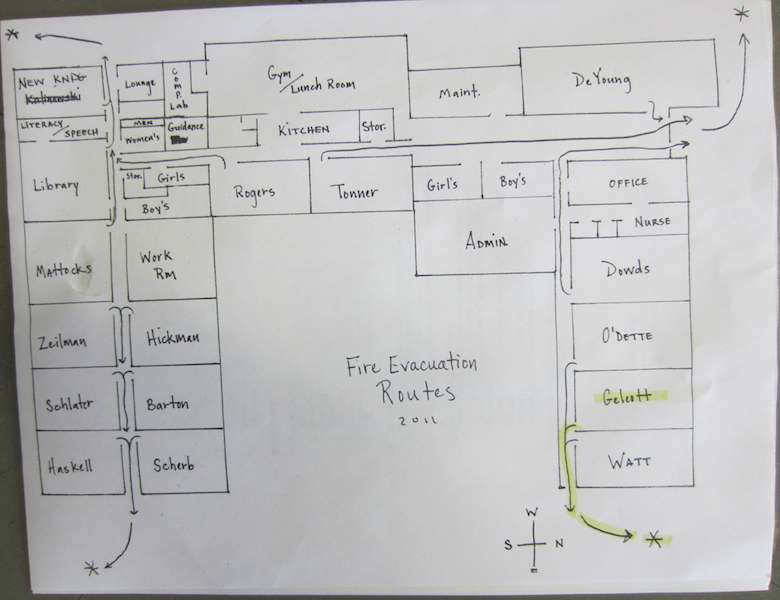 NEW KNDG
Kalinowski
LITERACY
/SPEECH
Library
Mattocks
Zeilman
Schlater
Haskell
Lounge
COMP. Lab
MEN
Women's
Guidance
Stor.
Girls
Boy's
Work
Rm
Hickman
Barton
Scherb
Gym
/Lunch Room
KITCHEN
Stor.
Maint.
DeYoung
Rogers
Tonner
Girl's
Boy's
ADMIN
OFFICE
NURSE
Dowds
O'DETTE
Gelcott
WATT
Fire Evacuation
Routes
2011
W
S N
E